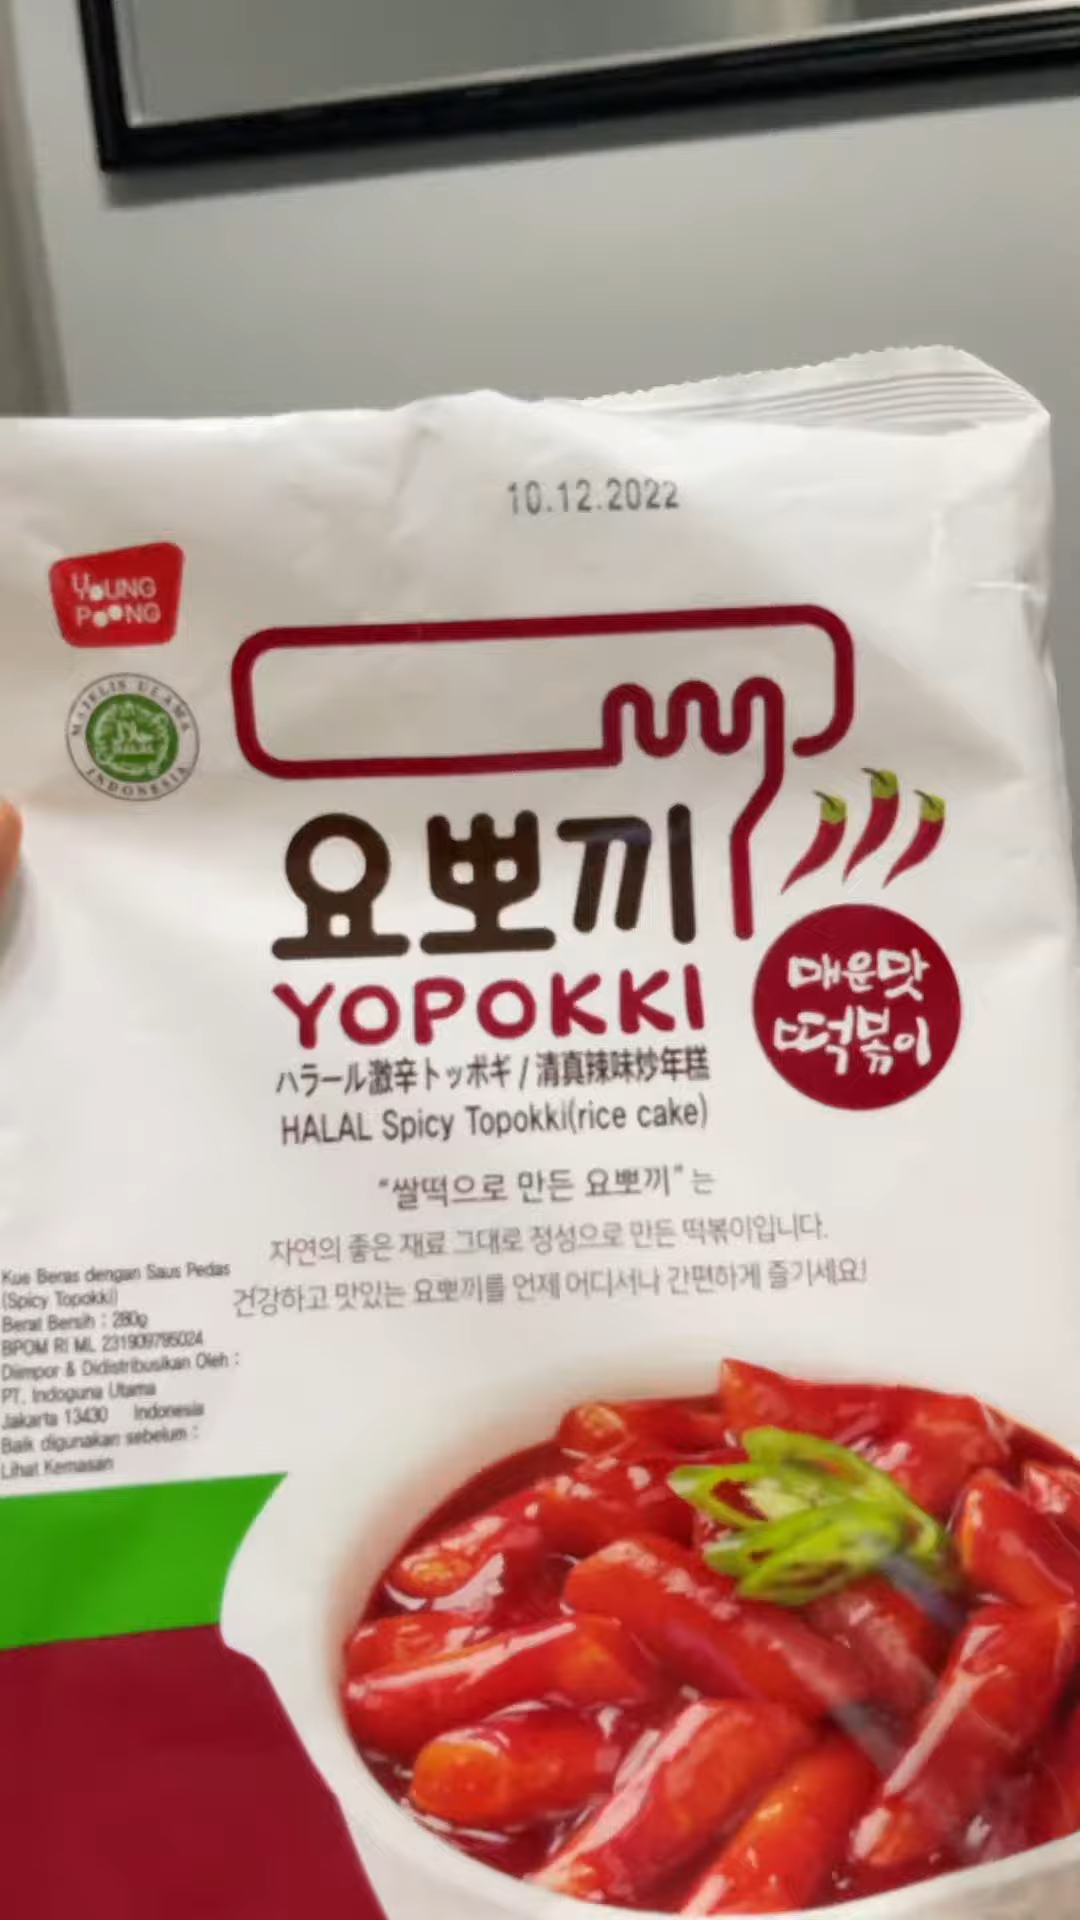 10.12.2022
YOUNG
POONG
MAJELIS ULAMA
HALAL
INDONESIA
요뽀끼
YOPOKKI
매운맛
떡볶이
ハラール激辛トッポギ / 清真辣味炒年糕
HALAL Spicy Topokki(rice cake)
“쌀떡으로 만든 요뽀끼”는
자연의 좋은 재료 그대로 정성으로 만든 떡볶이입니다.
건강하고 맛있는 요뽀끼를 언제 어디서나 간편하게 즐기세요!
Kue Beras dengan Saus Pedas
(Spicy Topokki)
Berat Bersih : 280g
BPOM RI ML 231909795024
Diimpor & Didistribusikan Oleh :
PT. Indoguna Utama
Jakarta 13430 Indonesia
Baik digunakan sebelum :
Lihat Kemasan